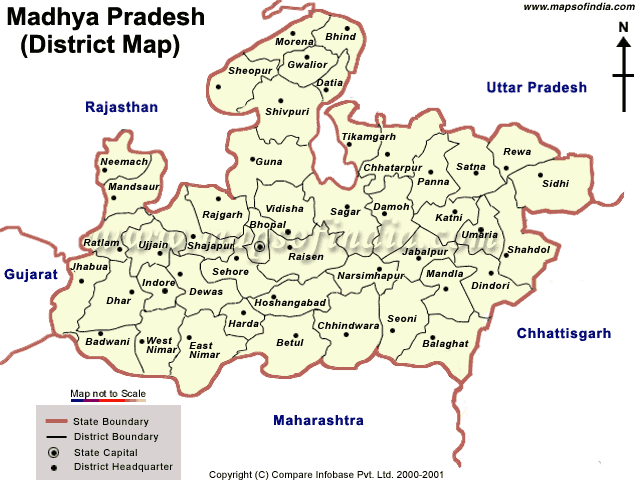 Madhya Pradesh
(District Map)
www.mapsofindia.com
N
Bhind
Morena
Gwalior
Sheopur
Datia
Uttar Pradesh
Rajasthan
Shivpuri
Tikamgarh
Rewa
Neemach
Guna
Chhatarpur
Satna
Panna
Sidhi
Mandsaur
Rajgarh
Vidisha
Sagar
Damoh
Katni
Bhopal
Umaria
www.mapsofindia.com
Ratlam
Ujjain
Shajapur
Raisen
Jabalpur
Shahdol
Gujarat
Jhabua
Sehore
Narsimhapur
Mandla
Dindori
Indore
Dewas
Dhar
Hoshangabad
Harda
Seoni
Chhindwara
Chhattisgarh
Badwani
West
Nimar
East
Nimar
Betul
Balaghat
Map not to Scale
State Boundary
District Boundary
State Capital
District Headquarter
Maharashtra
Copyright (C) Compare Infobase Pvt. Ltd. 2000-2001